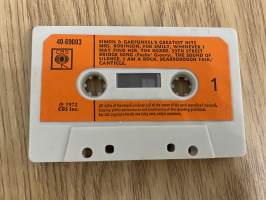 40-69003
CBS
SIMON & GARFUNKEL'S GREATEST HITS
MRS. ROBINSON, FOR EMILY, WHENEVER I
MAY FIND HER, THE BOXER, 59TH STREET
BRIDGE SONG (Feelin' Groovy), THE SOUND OF
SILENCE, I AM A ROCK, SCARBOROUGH FAIR/
CANTICLE.
1
℗ 1972
CBS Inc.